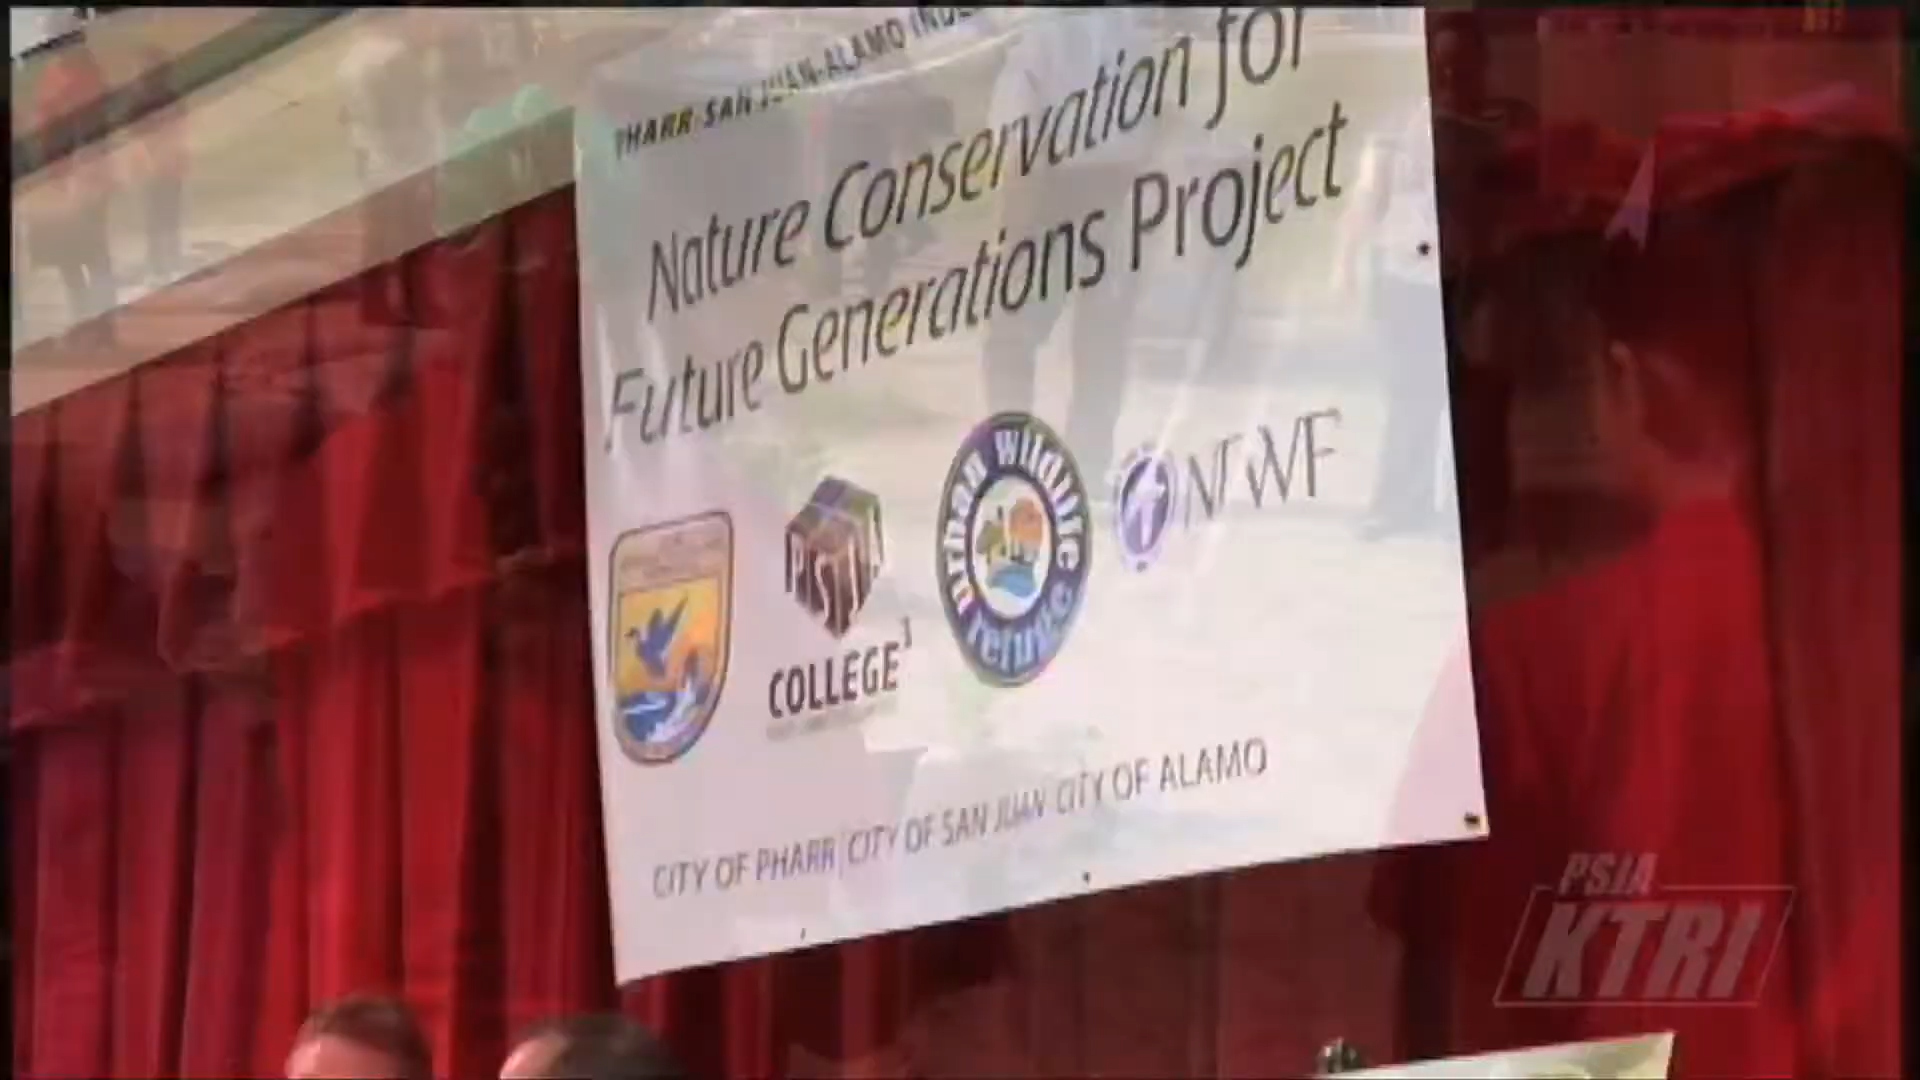 PHARR-SAN JUAN-ALAMO
Nature Conservation for
Future Generations Project
PSJA
COLLEGE³
urban wildlife refuge
NFWF
CITY OF PHARR CITY OF SAN JUAN CITY OF ALAMO
PSJA
KTRI